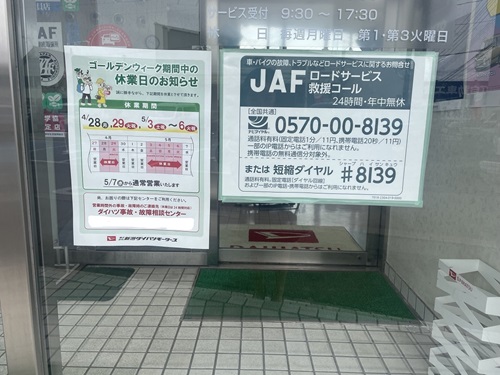 サービス受付 9:30 ～ 17:30
日 毎週月曜日 第1・第3火曜日
JAF
ゴールデンウィーク期間中の
休業日のお知らせ
休業期間
4/28(月).29(火) 5/3(土)～6(火)
5/7(水)から通常営業いたします
ダイハツ事故・故障相談センター
車・バイクの故障、トラブルなどロードサービスに関するお問合せ
JAF ロードサービス
救援コール
24時間・年中無休
【全国共通】
0570-00-8139
通話料有料(固定電話1分/11円、携帯電話20秒/11円)
一部のIP電話からはご利用になれません。
携帯電話の無料通信分対象外。
または 短縮ダイヤル #8139
通話料有料。固定電話(ダイヤル回線)
および一部のIP電話・携帯電話からはご利用になれません。
DAIHATSU